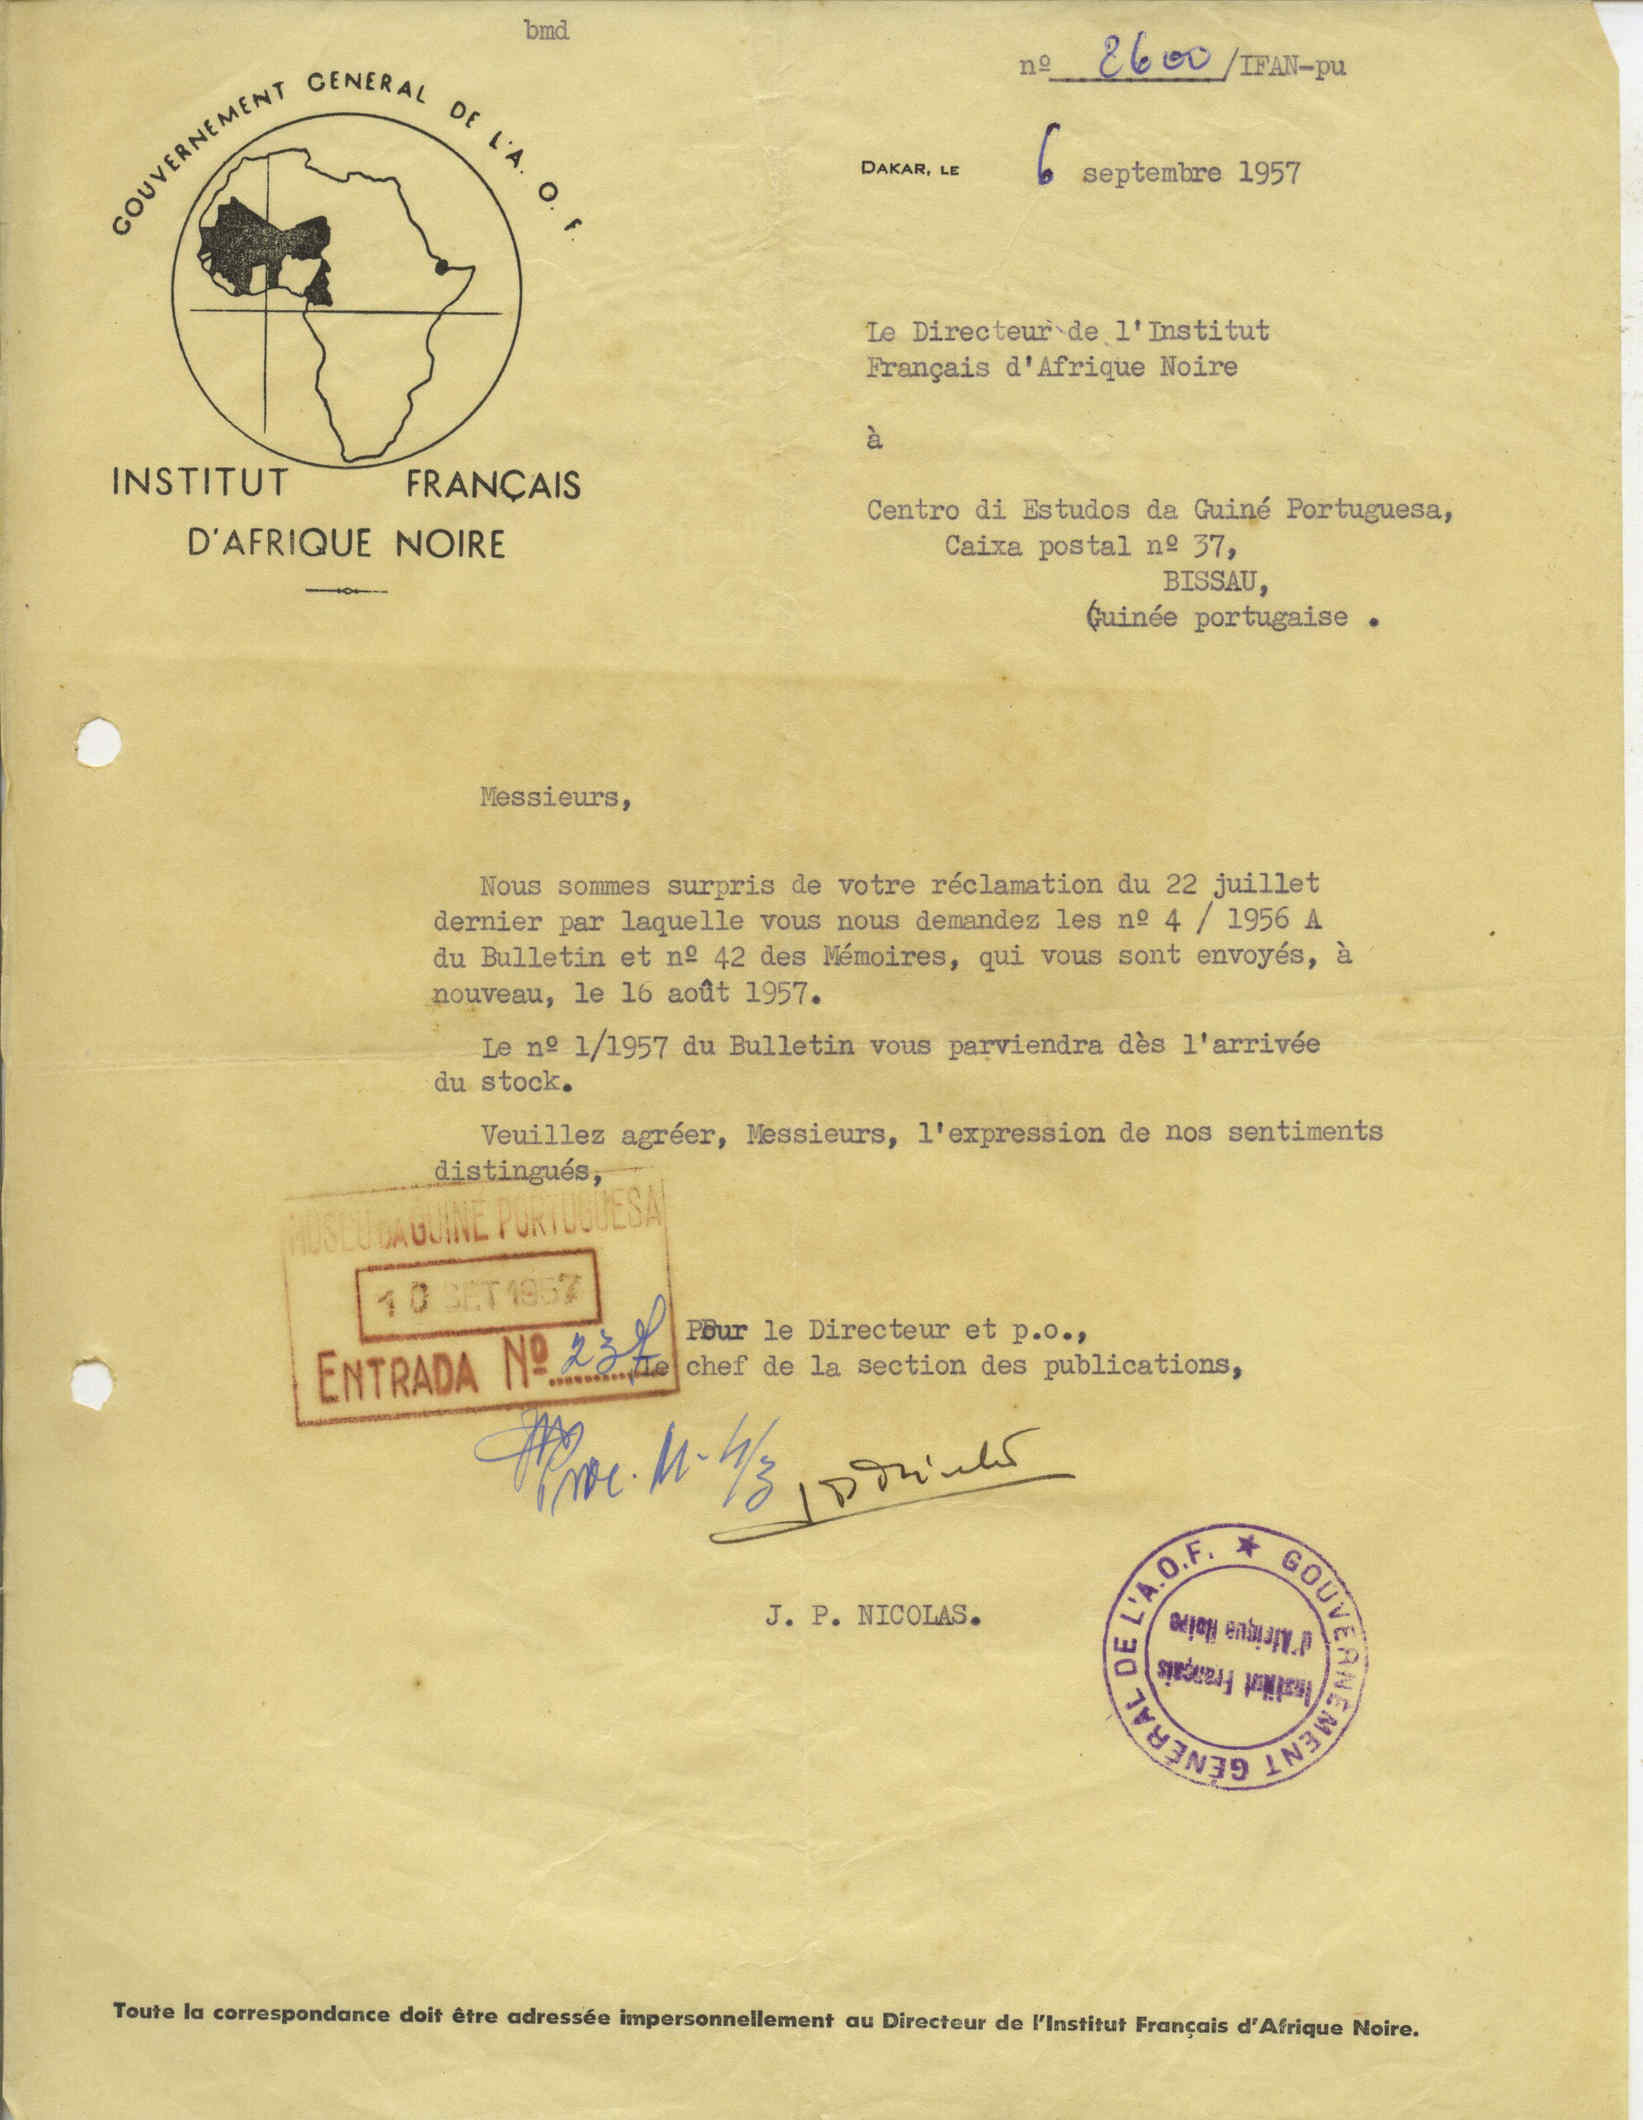 bmd
nº 2600 /IFAN-pu
GOUVERNEMENT GENERAL DE L'A. O. F.
DAKAR, LE 6 septembre 1957
INSTITUT FRANÇAIS
D'AFRIQUE NOIRE
Le Directeur de l'Institut
Français d'Afrique Noire
à
Centro di Estudos da Guiné Portuguesa,
Caixa postal nº 37,
BISSAU,
Guinée portugaise .
Messieurs,
Nous sommes surpris de votre réclamation du 22 juillet
dernier par laquelle vous nous demandez les nº 4 / 1956 A
du Bulletin et nº 42 des Mémoires, qui vous sont envoyés, à
nouveau, le 16 août 1957.
Le nº 1/1957 du Bulletin vous parviendra dès l'arrivée
du stock.
Veuillez agréer, Messieurs, l'expression de nos sentiments
distingués,
MUSEU DA GUINÉ PORTUGUESA
10 SET 1957
ENTRADA Nº
Pour le Directeur et p.o.,
Le chef de la section des publications,
Proc. M-4/3
J. P. NICOLAS.
GOUVERNEMENT GÉNÉRAL DE L'A.O.F. ★
Institut Français
d'Afrique Noire
Toute la correspondance doit être adressée impersonnellement au Directeur de l'Institut Français d'Afrique Noire.